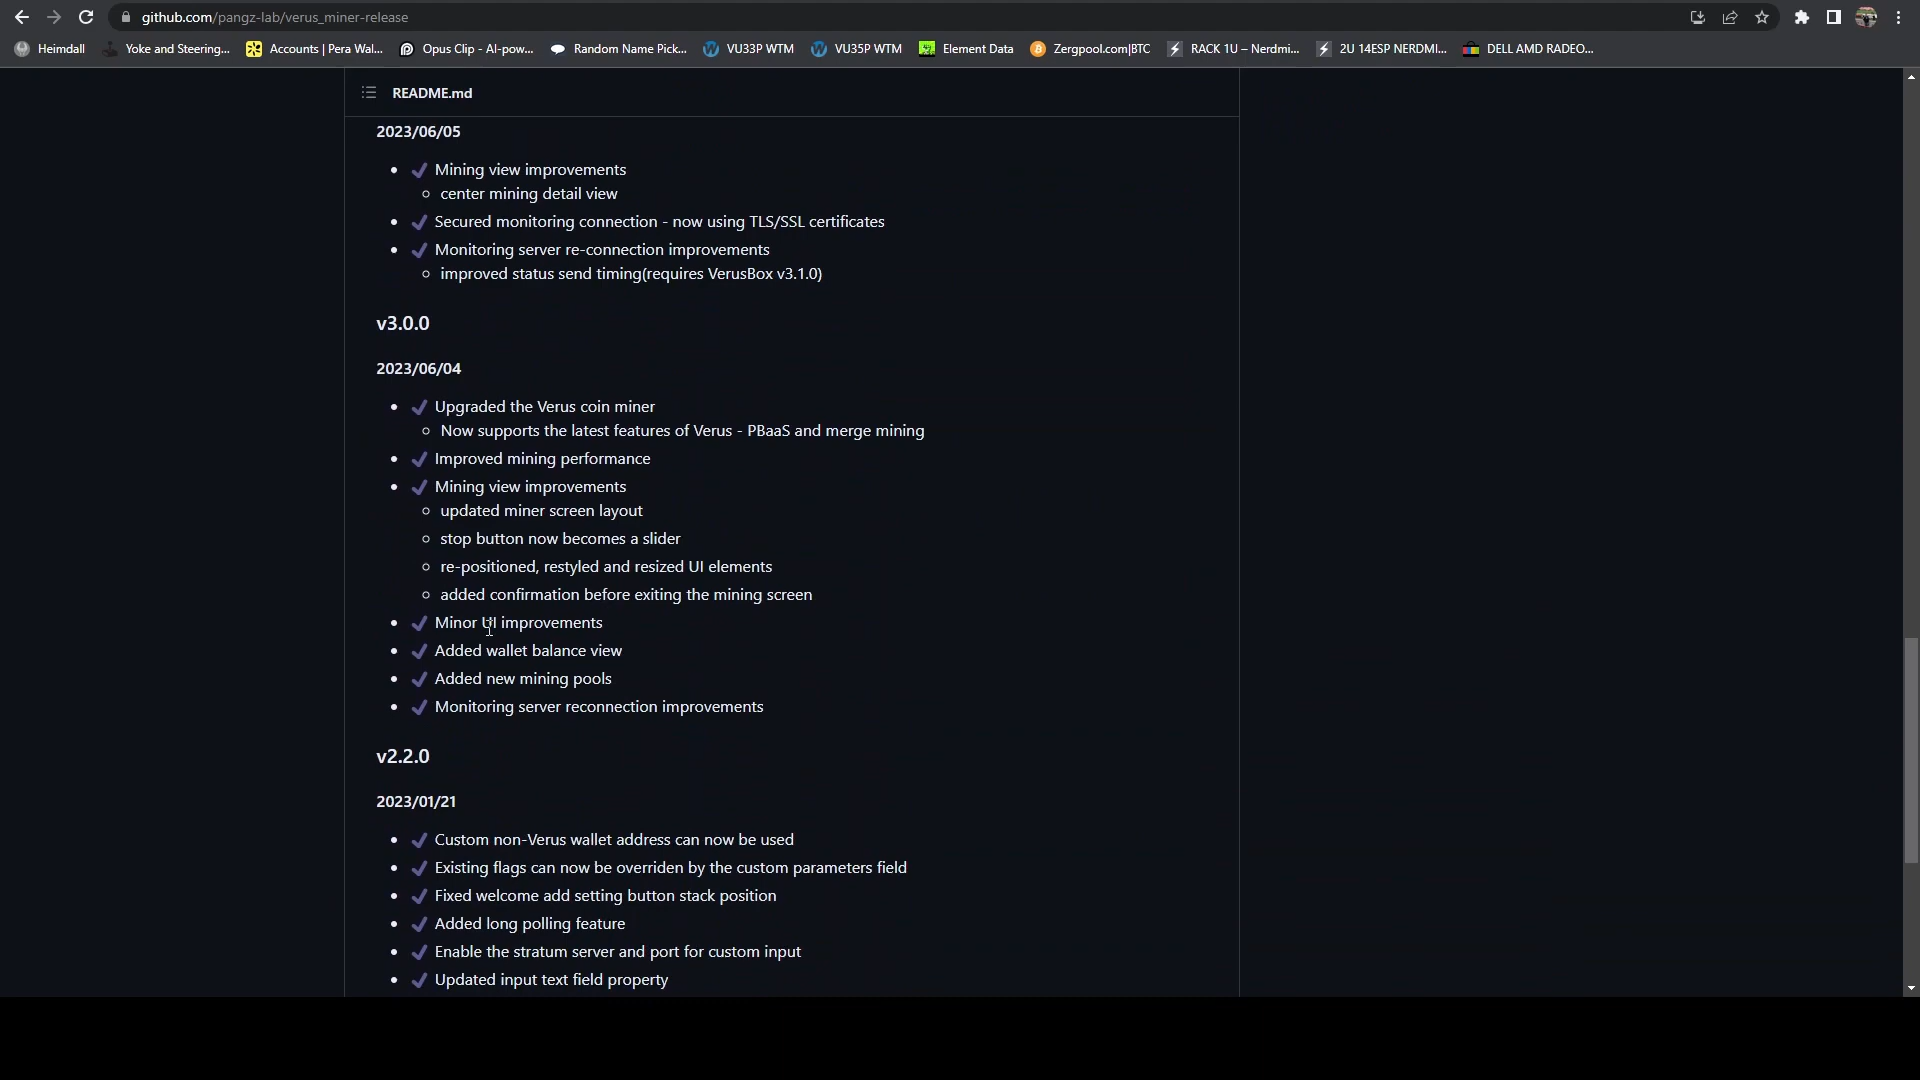 github.com/pangz-lab/verus_miner-release
Heimdall
Yoke and Steering...
Accounts | Pera Wal...
Opus Clip - AI-pow...
Random Name Pick...
VU33P WTM
VU35P WTM
Element Data
Zergpool.com|BTC
RACK 1U – Nerdmi...
2U 14ESP NERDMI...
DELL AMD RADEO...
README.md
2023/06/05
Mining view improvements
center mining detail view
Secured monitoring connection - now using TLS/SSL certificates
Monitoring server re-connection improvements
improved status send timing(requires VerusBox v3.1.0)
v3.0.0
2023/06/04
Upgraded the Verus coin miner
Now supports the latest features of Verus - PBaaS and merge mining
Improved mining performance
Mining view improvements
updated miner screen layout
stop button now becomes a slider
re-positioned, restyled and resized UI elements
added confirmation before exiting the mining screen
Minor UI improvements
Added wallet balance view
Added new mining pools
Monitoring server reconnection improvements
v2.2.0
2023/01/21
Custom non-Verus wallet address can now be used
Existing flags can now be overriden by the custom parameters field
Fixed welcome add setting button stack position
Added long polling feature
Enable the stratum server and port for custom input
Updated input text field property